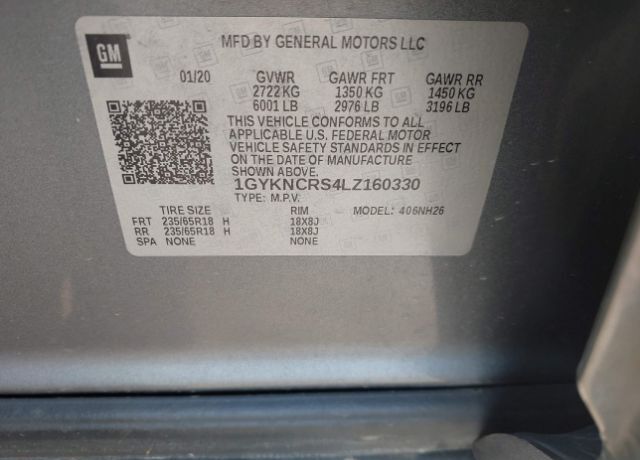 GM
MFD BY GENERAL MOTORS LLC
01/20 GVWR GAWR FRT GAWR RR
2722 KG 1350 KG 1450 KG
6001 LB 2976 LB 3196 LB
THIS VEHICLE CONFORMS TO ALL
APPLICABLE U.S. FEDERAL MOTOR
VEHICLE SAFETY STANDARDS IN EFFECT
ON THE DATE OF MANUFACTURE
SHOWN ABOVE.
1GYKNCRS4LZ160330
TYPE: M.P.V.
TIRE SIZE RIM MODEL: 406NH26
FRT 235/65R18 H 18X8J
RR 235/65R18 H 18X8J
SPA NONE NONE